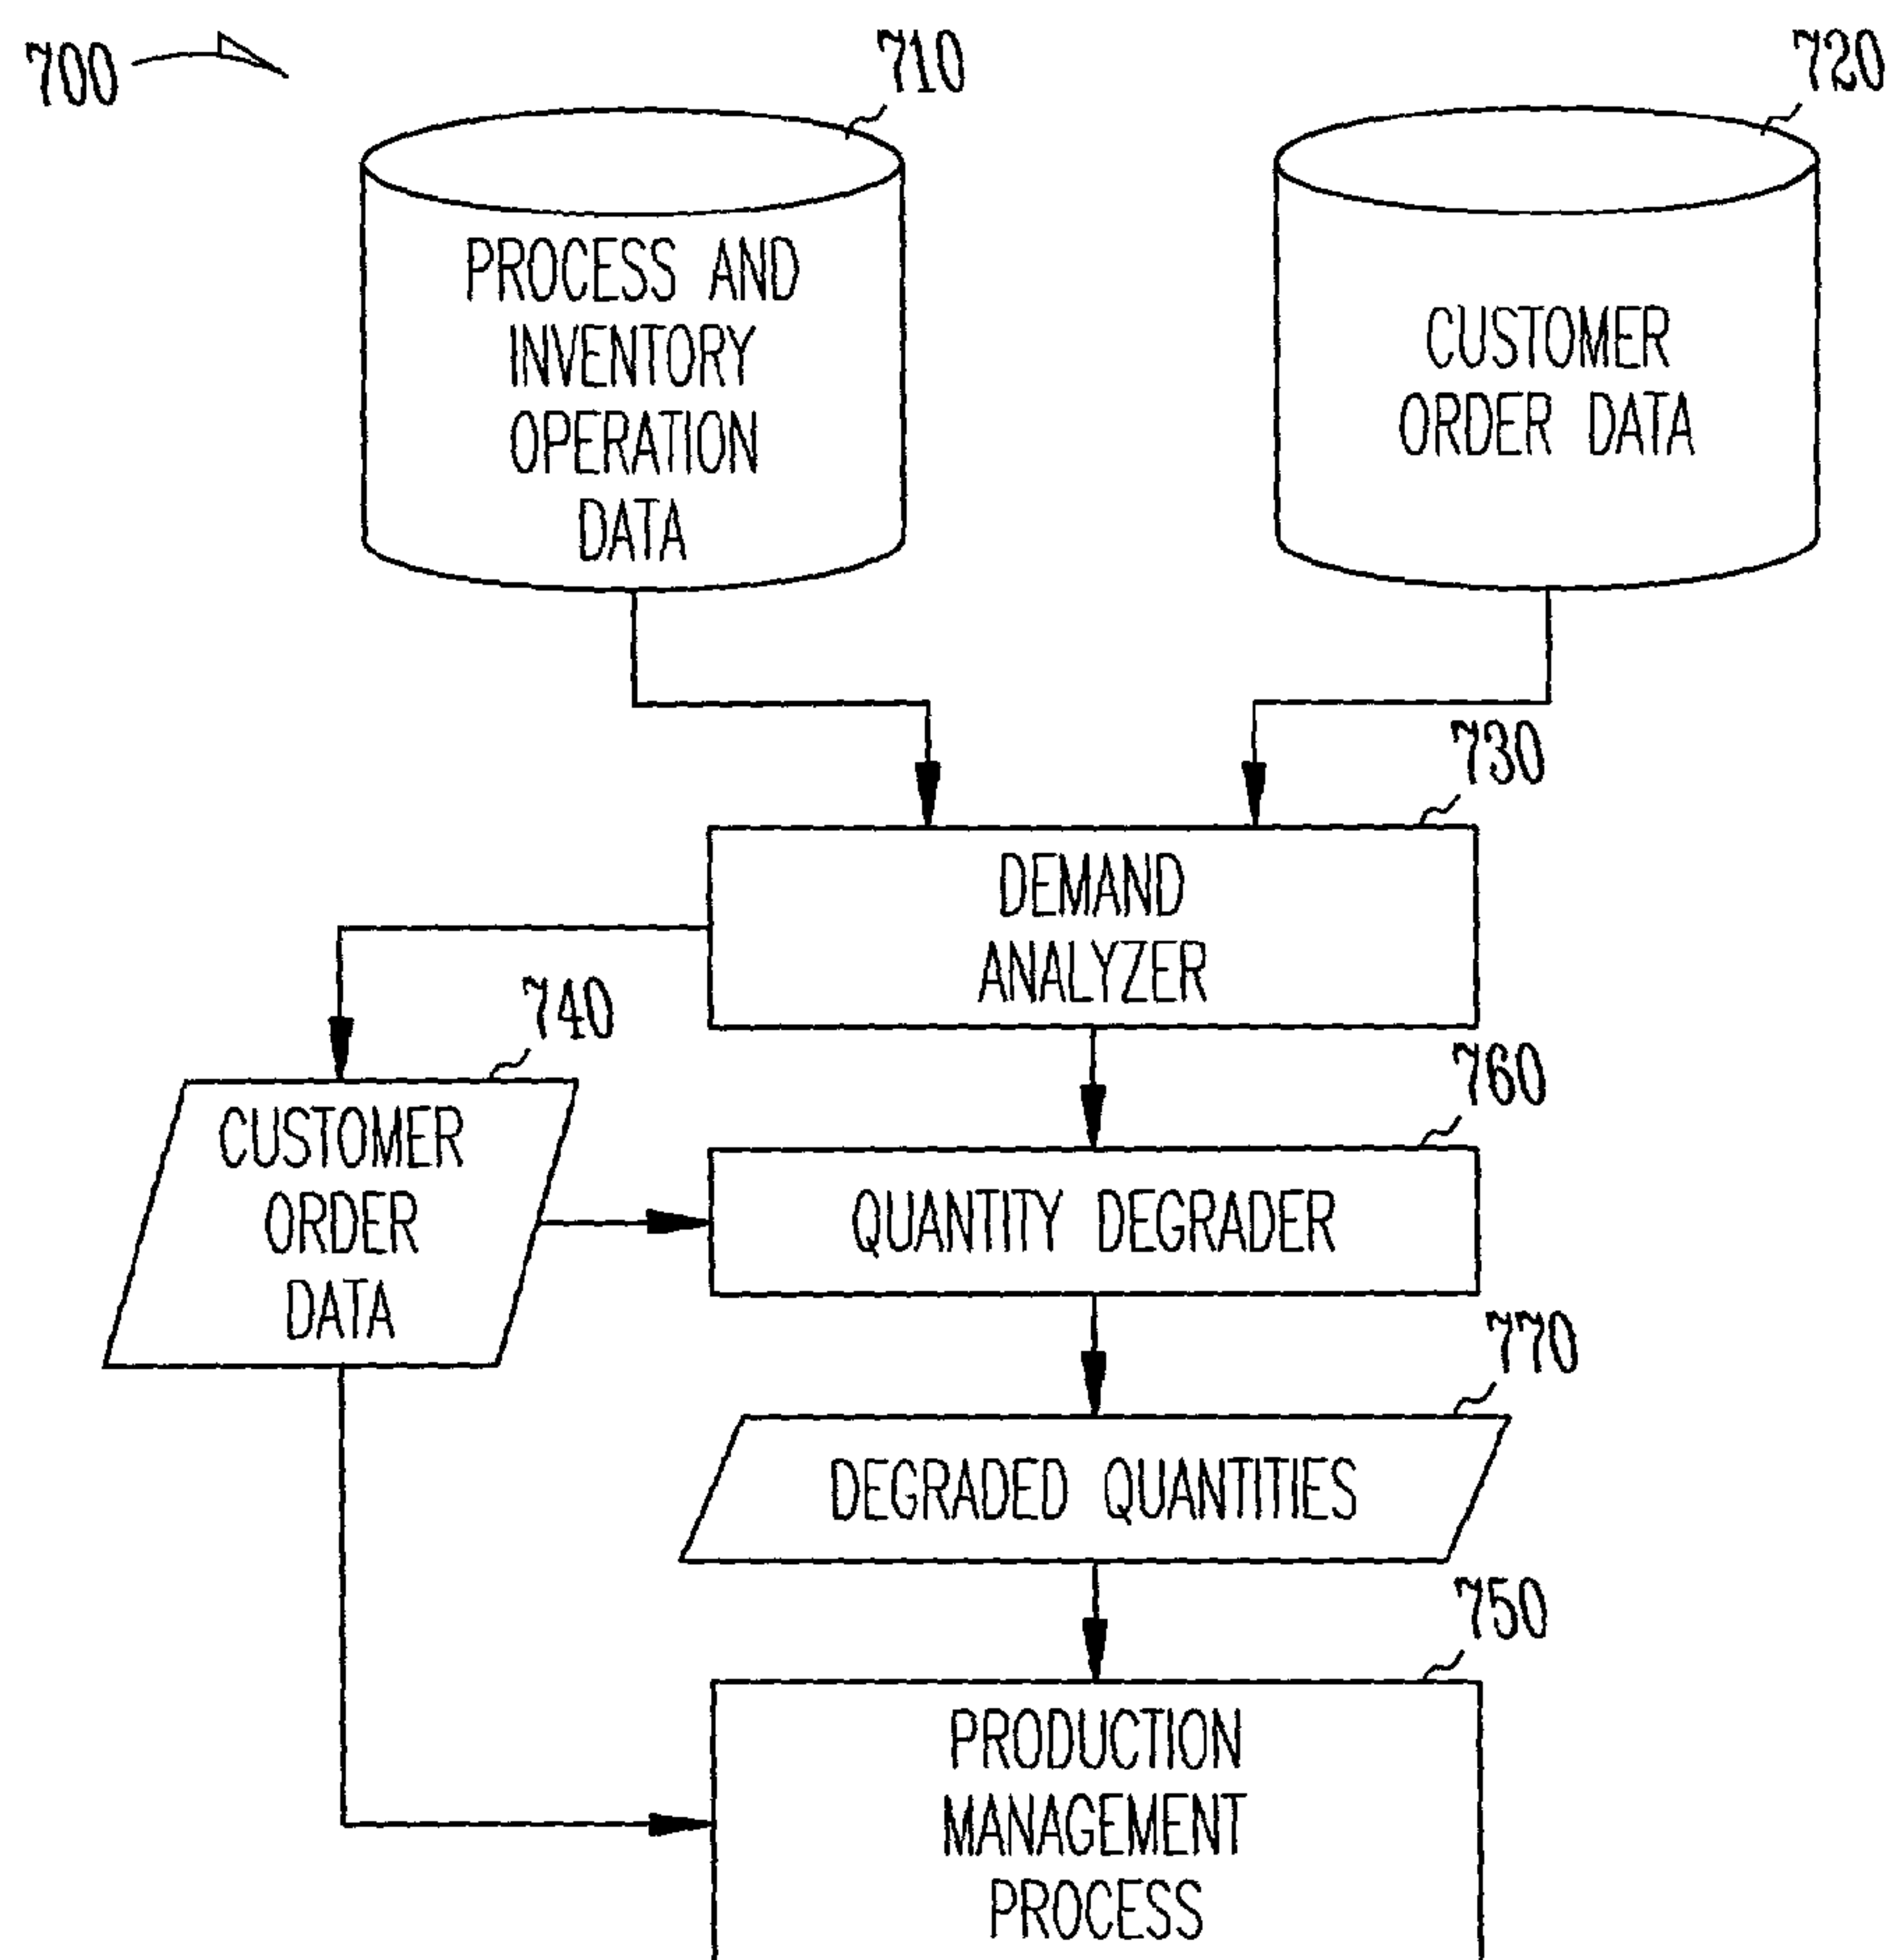 700
710
720
PROCESS AND
INVENTORY
OPERATION
DATA
CUSTOMER
ORDER DATA
730
DEMAND
ANALYZER
740
CUSTOMER
ORDER
DATA
760
QUANTITY DEGRADER
770
DEGRADED QUANTITIES
750
PRODUCTION
MANAGEMENT
PROCESS